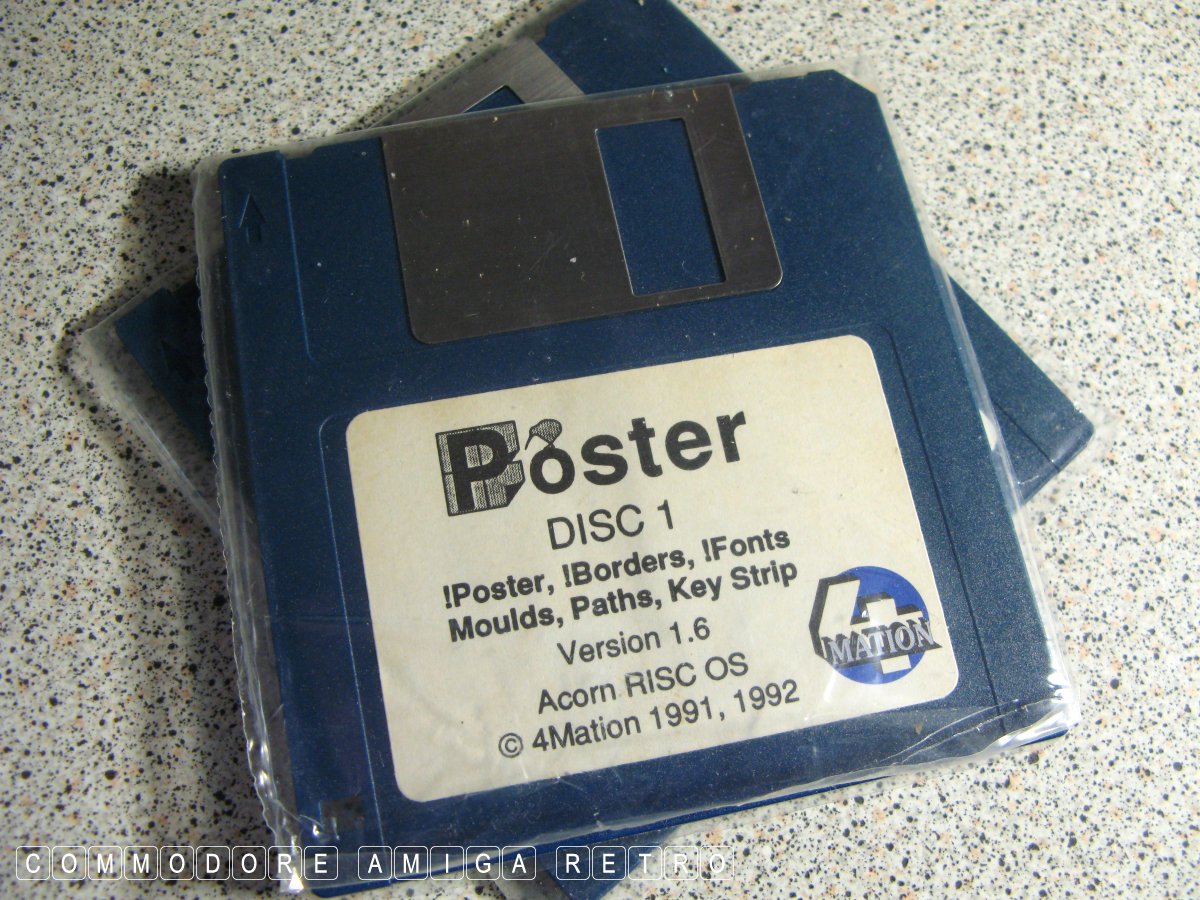 Poster
DISC 1
!Poster, !Borders, !Fonts
Moulds, Paths, Key Strip
Version 1.6
Acorn RISC OS
© 4Mation 1991, 1992
4
MATION
COMMODORE AMIGA RETRO